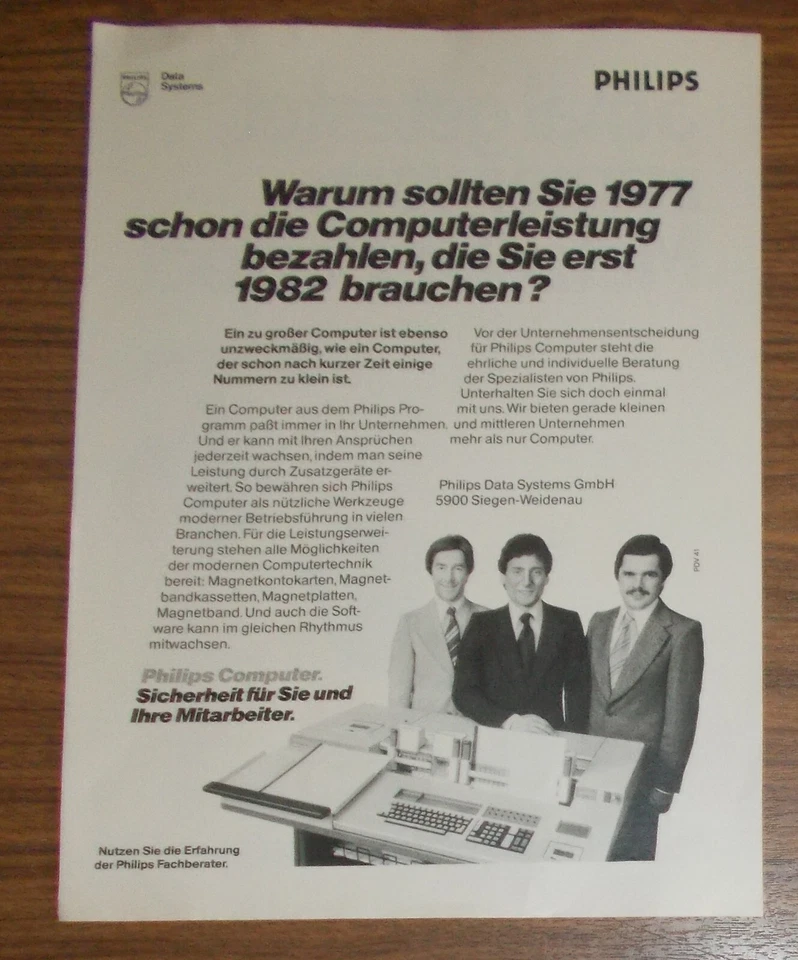 PHILIPS
Data
Systems
PHILIPS
Warum sollten Sie 1977
schon die Computerleistung
bezahlen, die Sie erst
1982 brauchen?
Ein zu großer Computer ist ebenso
unzweckmäßig, wie ein Computer,
der schon nach kurzer Zeit einige
Nummern zu klein ist.
Ein Computer aus dem Philips Pro-
gramm paßt immer in Ihr Unternehmen.
Und er kann mit Ihren Ansprüchen
jederzeit wachsen, indem man seine
Leistung durch Zusatzgeräte er-
weitert. So bewähren sich Philips
Computer als nützliche Werkzeuge
moderner Betriebsführung in vielen
Branchen. Für die Leistungserwei-
terung stehen alle Möglichkeiten
der modernen Computertechnik
bereit: Magnetkontokarten, Magnet-
bandkassetten, Magnetplatten,
Magnetband. Und auch die Soft-
ware kann im gleichen Rhythmus
mitwachsen.
Vor der Unternehmensentscheidung
für Philips Computer steht die
ehrliche und individuelle Beratung
der Spezialisten von Philips.
Unterhalten Sie sich doch einmal
mit uns. Wir bieten gerade kleinen
und mittleren Unternehmen
mehr als nur Computer.
Philips Data Systems GmbH
5900 Siegen-Weidenau
PDV 41
Philips Computer.
Sicherheit für Sie und
Ihre Mitarbeiter.
Nutzen Sie die Erfahrung
der Philips Fachberater.